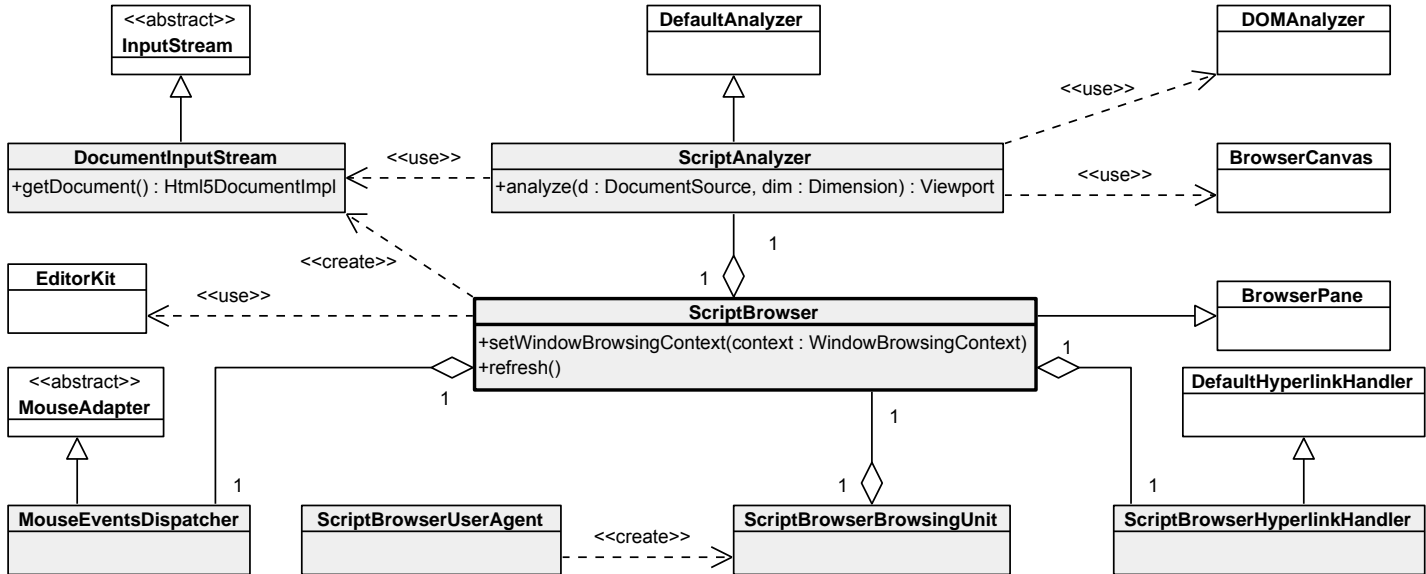 <<abstract>>
InputStream
DefaultAnalyzer
DOMAnalyzer
<<use>>
DocumentInputStream
+getDocument() : Html5DocumentImpl
<<use>>
ScriptAnalyzer
+analyze(d : DocumentSource, dim : Dimension) : Viewport
<<use>>
BrowserCanvas
1
<<create>>
1
EditorKit
<<use>>
ScriptBrowser
+setWindowBrowsingContext(context : WindowBrowsingContext)
+refresh()
BrowserPane
1
1
1
<<abstract>>
MouseAdapter
DefaultHyperlinkHandler
1
1
1
MouseEventsDispatcher
ScriptBrowserUserAgent
<<create>>
ScriptBrowserBrowsingUnit
ScriptBrowserHyperlinkHandler